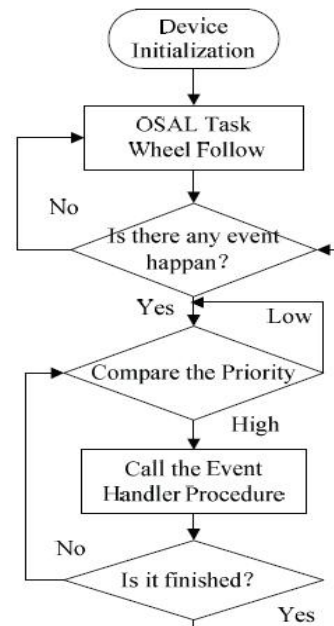 Device
Initialization
OSAL Task
Wheel Follow
No
Is there any event
happan?
Yes
Low
Compare the Priority
High
Call the Event
Handler Procedure
No
Is it finished?
Yes